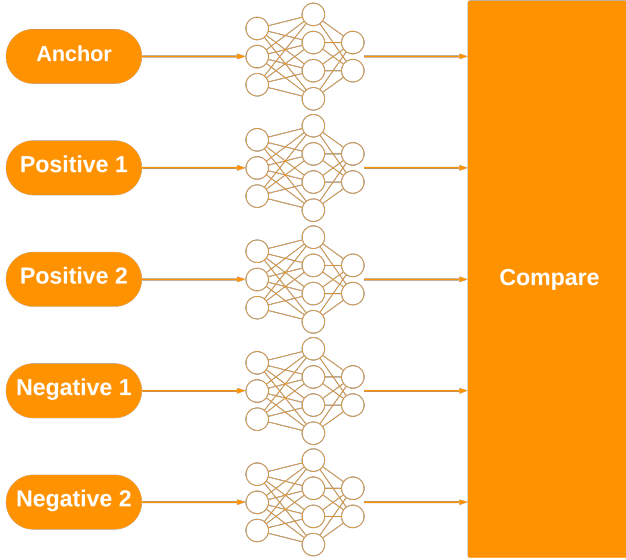 Anchor
Positive 1
Positive 2
Compare
Negative 1
Negative 2